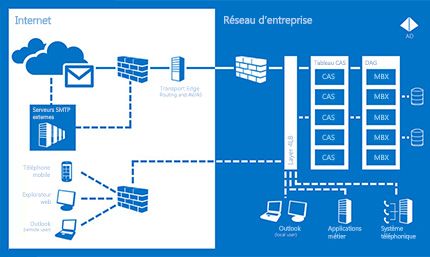 Internet
Réseau d'entreprise
AD
Tableau CAS
DAG
Transport Edge
Routing and AV/AS
Serveurs SMTP
externes
Layer 4LB
CAS
MBX
CAS
MBX
CAS
MBX
CAS
MBX
CAS
MBX
Téléphone
mobile
Explorateur
web
Outlook
(remote user)
Outlook
(local user)
Applications
métier
Système
téléphonique